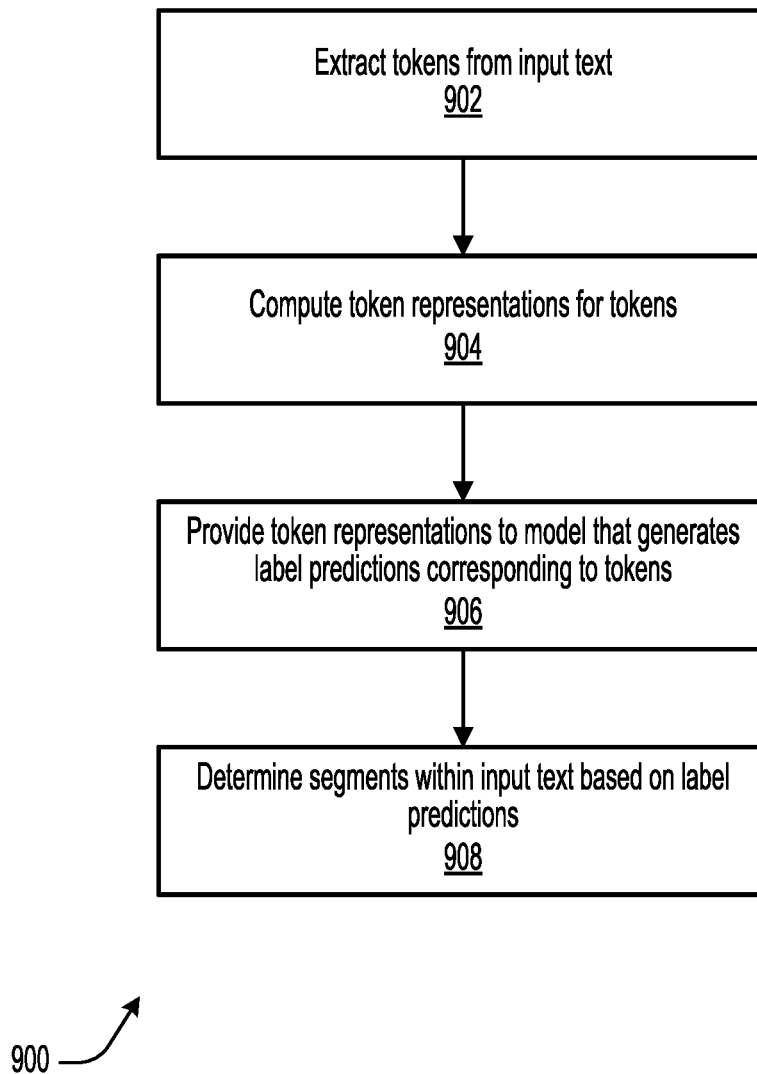 Extract tokens from input text
902
Compute token representations for tokens
904
Provide token representations to model that generates
label predictions corresponding to tokens
906
Determine segments within input text based on label
predictions
908
900